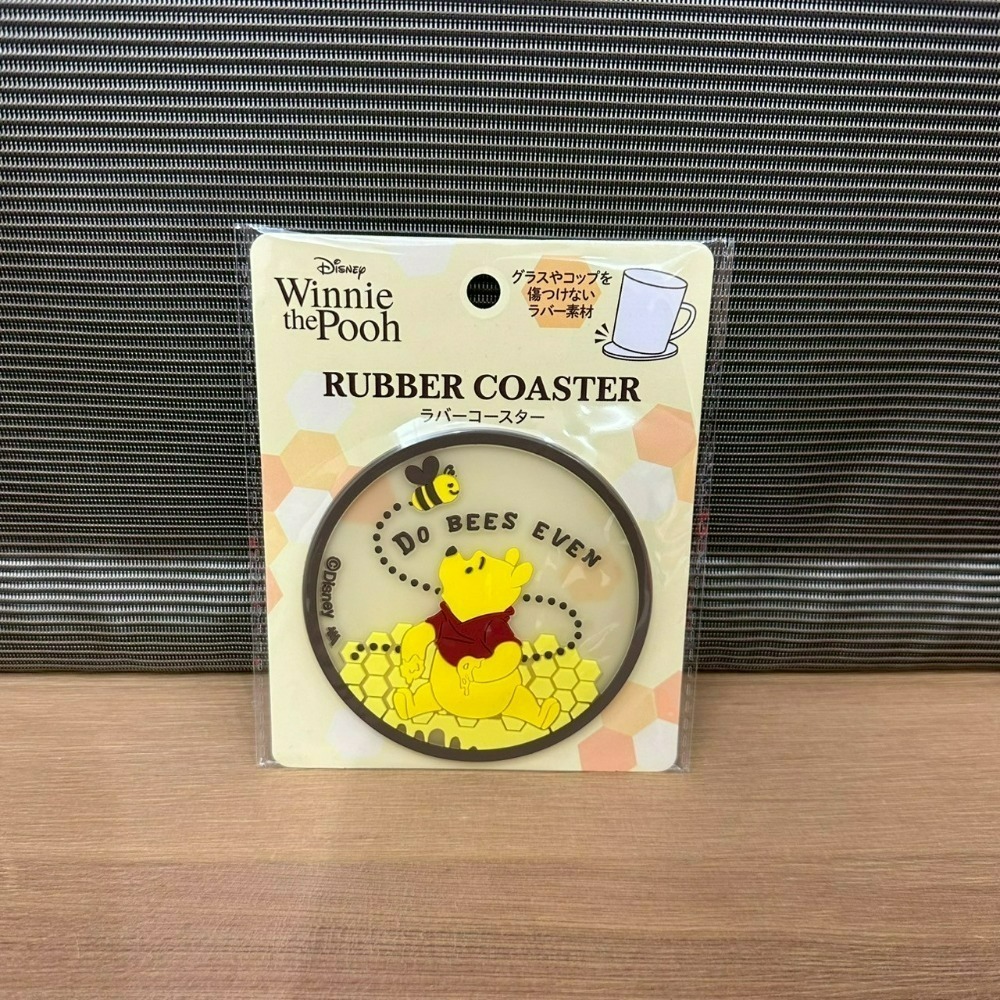 Disney
Winnie
the Pooh
グラスやコップを
傷つけない
ラバー素材
RUBBER COASTER
ラバーコースター
DO BEES EVEN
©Disney